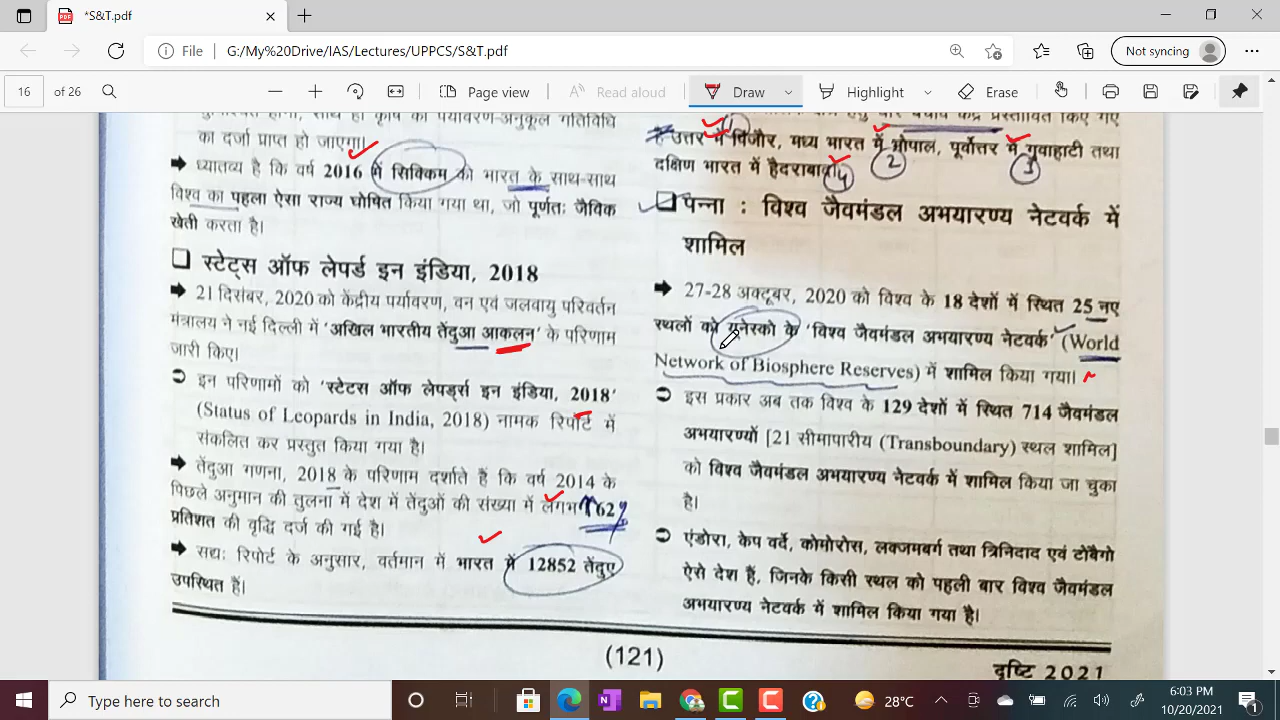 *S&T.pdf
File
G:/My%20Drive/IAS/Lectures/UPPCS/S&T.pdf
Not syncing
16 of 26
Page view
Read aloud
Draw
Highlight
Erase
का दर्जा प्राप्त हो जाएगा।
➔ ध्यातव्य है कि वर्ष 2016 में सिक्किम को भारत के साथ-साथ
विश्व का पहला ऐसा राज्य घोषित किया गया था, जो पूर्णतः जैविक
खेती करता है।
❑ स्टेट्स ऑफ लेपर्ड इन इंडिया, 2018
➔ 21 दिसंबर, 2020 को केंद्रीय पर्यावरण, वन एवं जलवायु परिवर्तन
मंत्रालय ने नई दिल्ली में 'अखिल भारतीय तेंदुआ आकलन' के परिणाम
जारी किए।
➲ इन परिणामों को 'स्टेटस ऑफ लेपर्ड्स इन इंडिया, 2018'
(Status of Leopards in India, 2018) नामक रिपोर्ट में
संकलित कर प्रस्तुत किया गया है।
➔ तेंदुआ गणना, 2018 के परिणाम दर्शाते हैं कि वर्ष 2014 के
पिछले अनुमान की तुलना में देश में तेंदुओं की संख्या में लगभग 62%
प्रतिशत की वृद्धि दर्ज की गई है।
➔ सद्यः रिपोर्ट के अनुसार, वर्तमान में भारत में 12852 तेंदुए
उपस्थित हैं।
प्रस्तावित किए गए
उत्तर में पिंजौर, मध्य भारत में भोपाल, पूर्वोत्तर में गुवाहाटी तथा
दक्षिण भारत में हैदराबाद।
2 3 4
❑ पन्ना : विश्व जैवमंडल अभयारण्य नेटवर्क में
शामिल
➔ 27-28 अक्टूबर, 2020 को विश्व के 18 देशों में स्थित 25 नए
स्थलों को यूनेस्को के 'विश्व जैवमंडल अभयारण्य नेटवर्क' (World
Network of Biosphere Reserves) में शामिल किया गया।
➲ इस प्रकार अब तक विश्व के 129 देशों में स्थित 714 जैवमंडल
अभयारण्यों [21 सीमापारीय (Transboundary) स्थल शामिल]
को विश्व जैवमंडल अभयारण्य नेटवर्क में शामिल किया जा चुका
है।
➲ एंडोरा, केप वर्दे, कोमोरोस, लक्जमबर्ग तथा त्रिनिदाद एवं टोबैगो
ऐसे देश हैं, जिनके किसी स्थल को पहली बार विश्व जैवमंडल
अभयारण्य नेटवर्क में शामिल किया गया है।
(121)
दृष्टि 2021
Type here to search
28°C
6:03 PM
10/20/2021